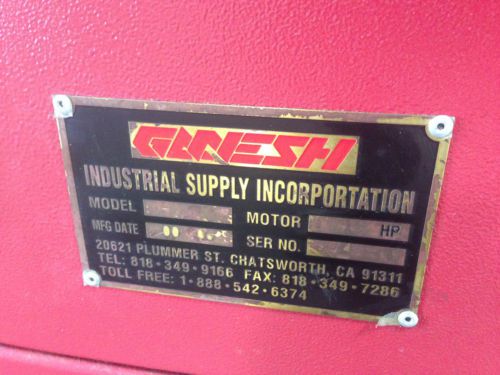 GANESH
INDUSTRIAL SUPPLY INCORPORTATION
MODEL MOTOR HP
MFG DATE SER NO.
20621 PLUMMER ST. CHATSWORTH, CA 91311
TEL: 818·349·9166 FAX: 818·349·7286
TOLL FREE: 1·888·542·6374